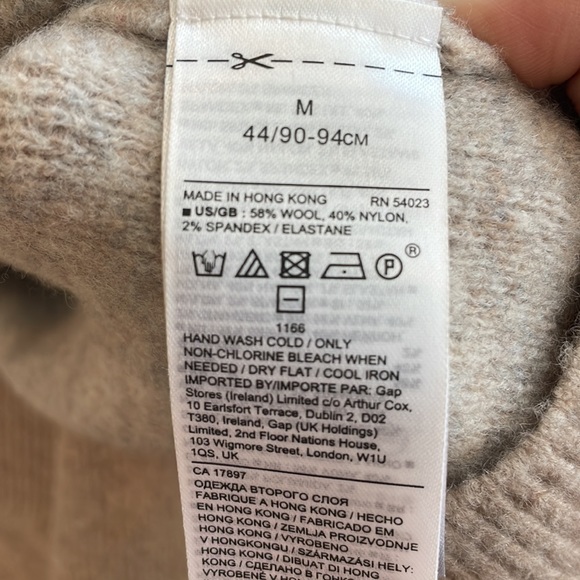 M
44/90-94CM
MADE IN HONG KONG RN 54023
■ US/GB : 58% WOOL, 40% NYLON,
2% SPANDEX / ELASTANE
P ®
1166
HAND WASH COLD / ONLY
NON-CHLORINE BLEACH WHEN
NEEDED / DRY FLAT / COOL IRON
IMPORTED BY/IMPORTE PAR: Gap
Stores (Ireland) Limited c/o Arthur Cox,
10 Earlsfort Terrace, Dublin 2, D02
T380, Ireland, Gap (UK Holdings)
Limited, 2nd Floor Nations House,
103 Wigmore Street, London, W1U
1QS, UK
CA 17897
ОДЕЖДА ВТОРОГО СЛОЯ
FABRIQUE A HONG KONG / HECHO
EN HONG KONG / FABRICADO EM
HONG KONG / ZEMLJA PROIZVODNJE
HONG KONG / VYROBENO
V HONGKONGU / SZÁRMAZÁSI HELY:
HONG KONG / DIBUAT DI HONG
KONG / СДЕЛАНО В ГОНКОНГЕ /
VYROBENO V HONG KONG